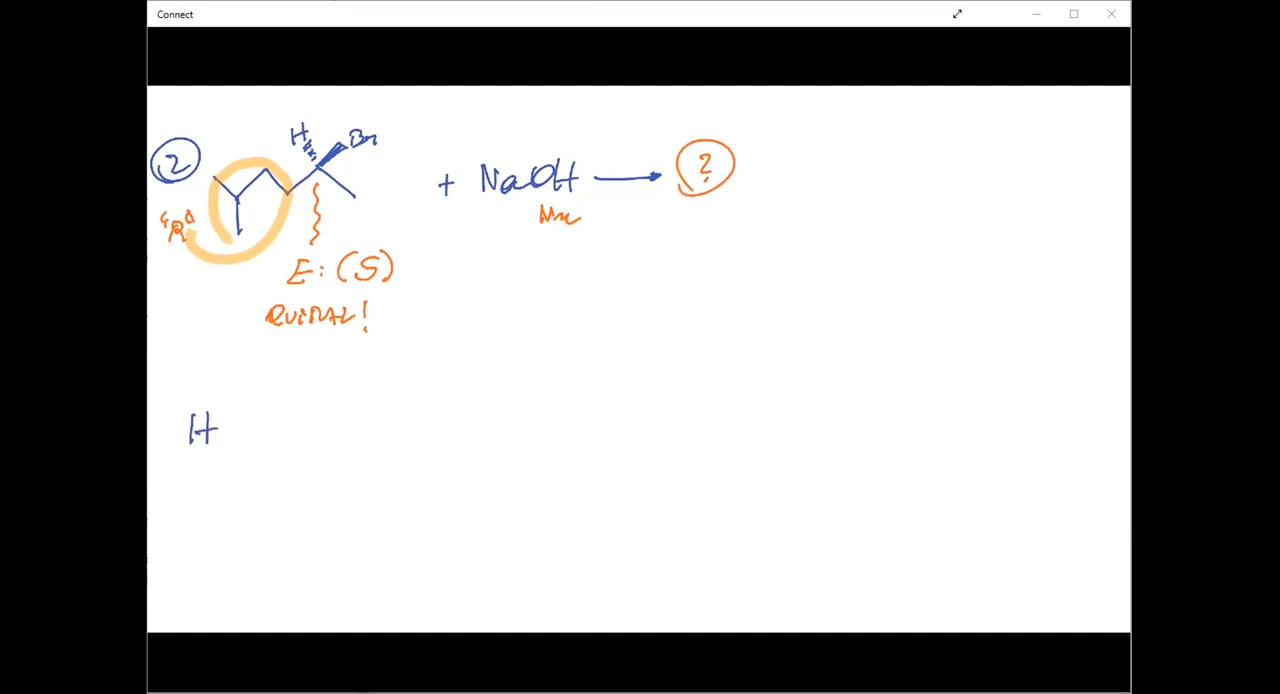 Connect
2
H
Br
+ NaOH
?
"R"
Nu
E: (S)
QUIRAL!
H